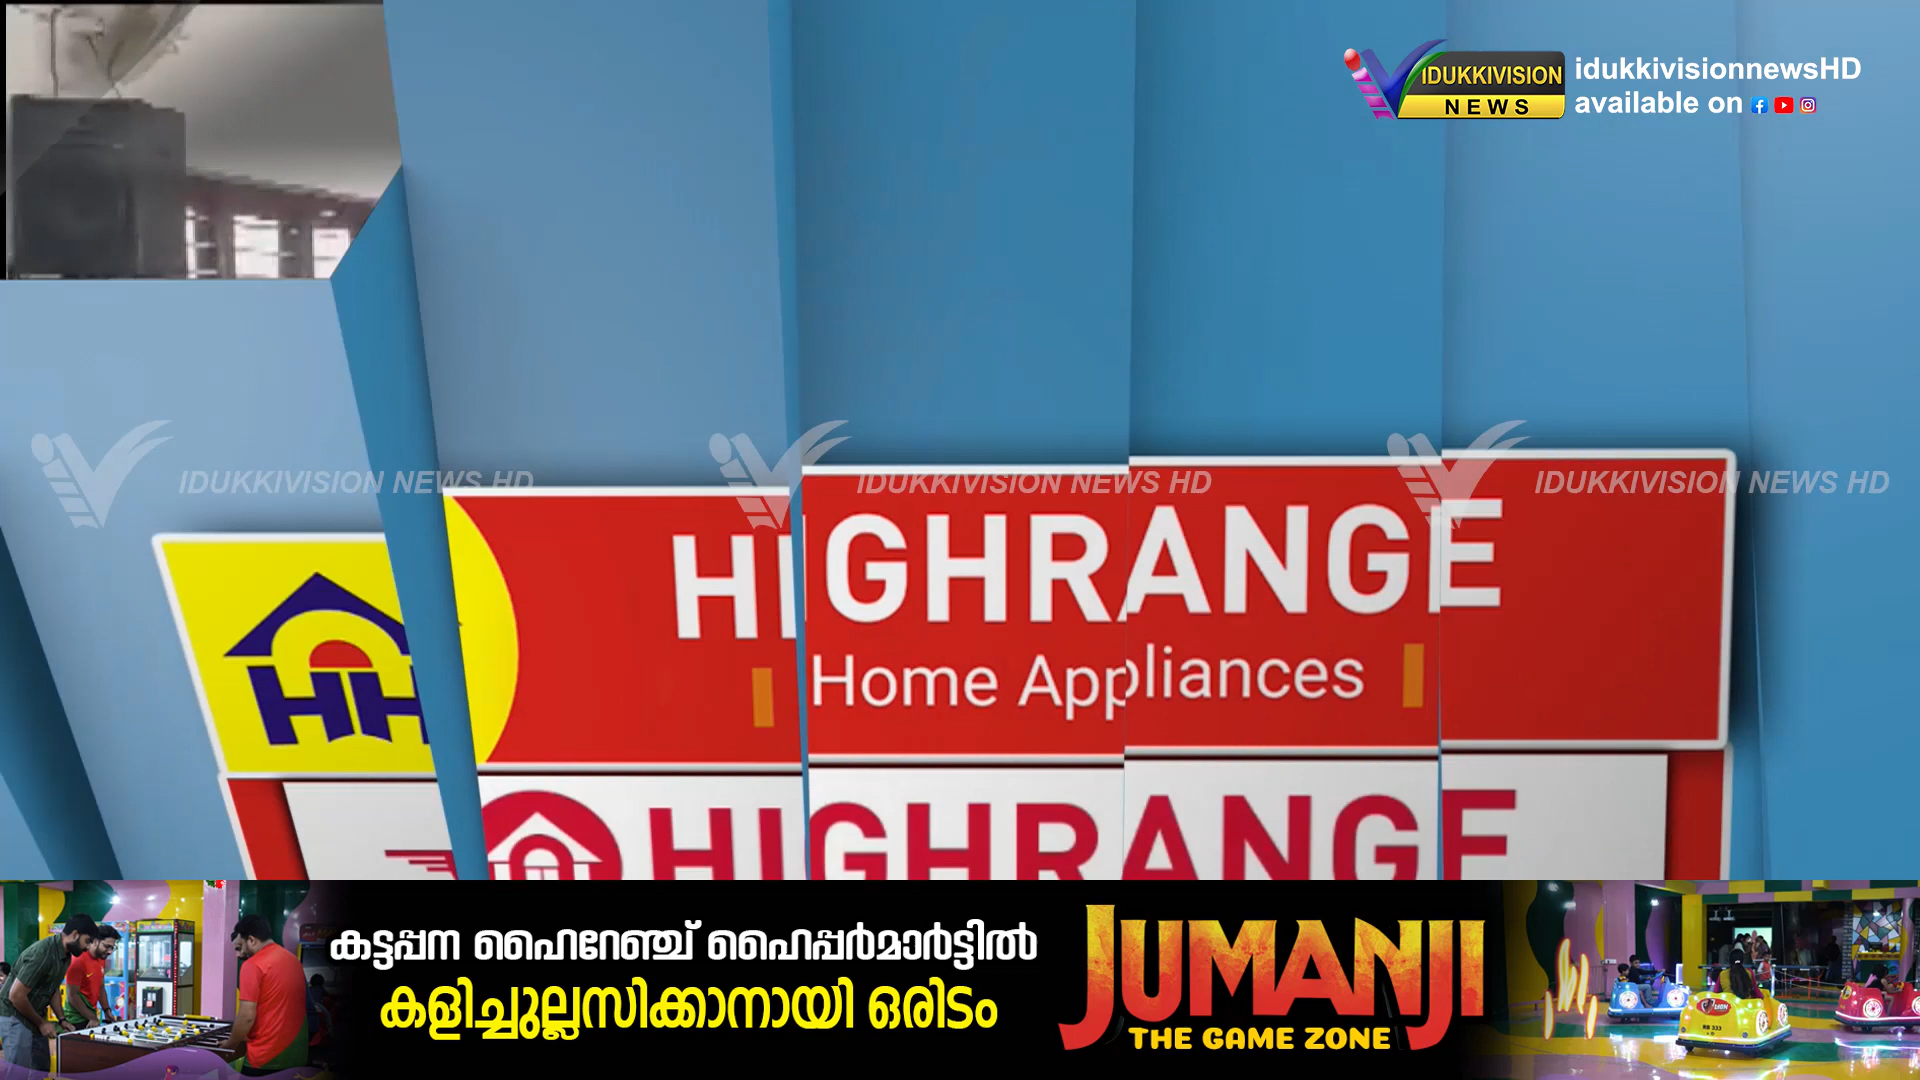 IDUKKIVISION
NEWS
idukkivisionnewsHD
available on
IDUKKIVISION NEWS HD
IDUKKIVISION NEWS HD
IDUKKIVISION NEWS HD
HH
HIGHRANGE
Home Appliances
HIGHRANGE
കട്ടപ്പന ഹൈറേഞ്ച് ഹൈപ്പർമാർട്ടിൽ
കളിച്ചുല്ലസിക്കാനായി ഒരിടം
JUMANJI
THE GAME ZONE